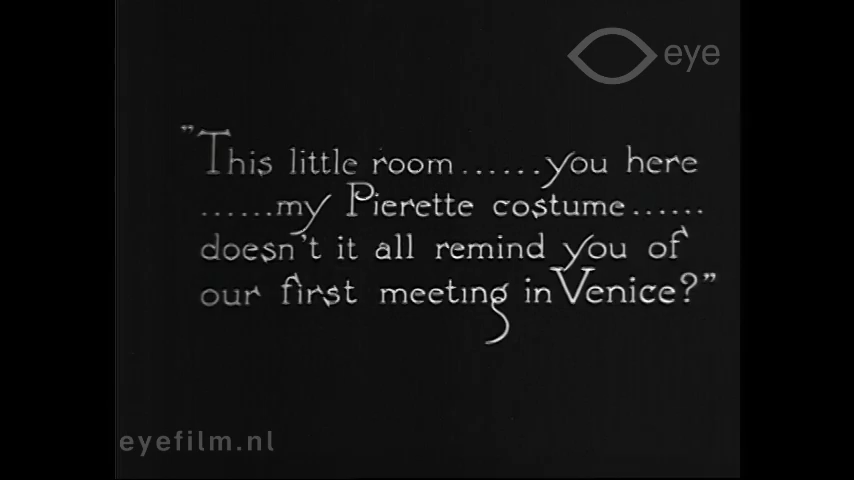 eye
"This little room......you here
......my Pierette costume......
doesn't it all remind you of
our first meeting in Venice?"
eyefilm.nl